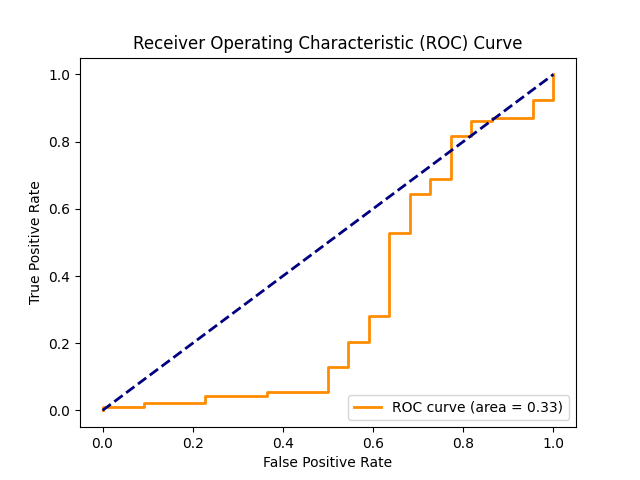 Receiver Operating Characteristic (ROC) Curve
1.0
0.8
0.6
0.4
0.2
0.0
True Positive Rate
ROC curve (area = 0.33)
0.0 0.2 0.4 0.6 0.8 1.0
False Positive Rate